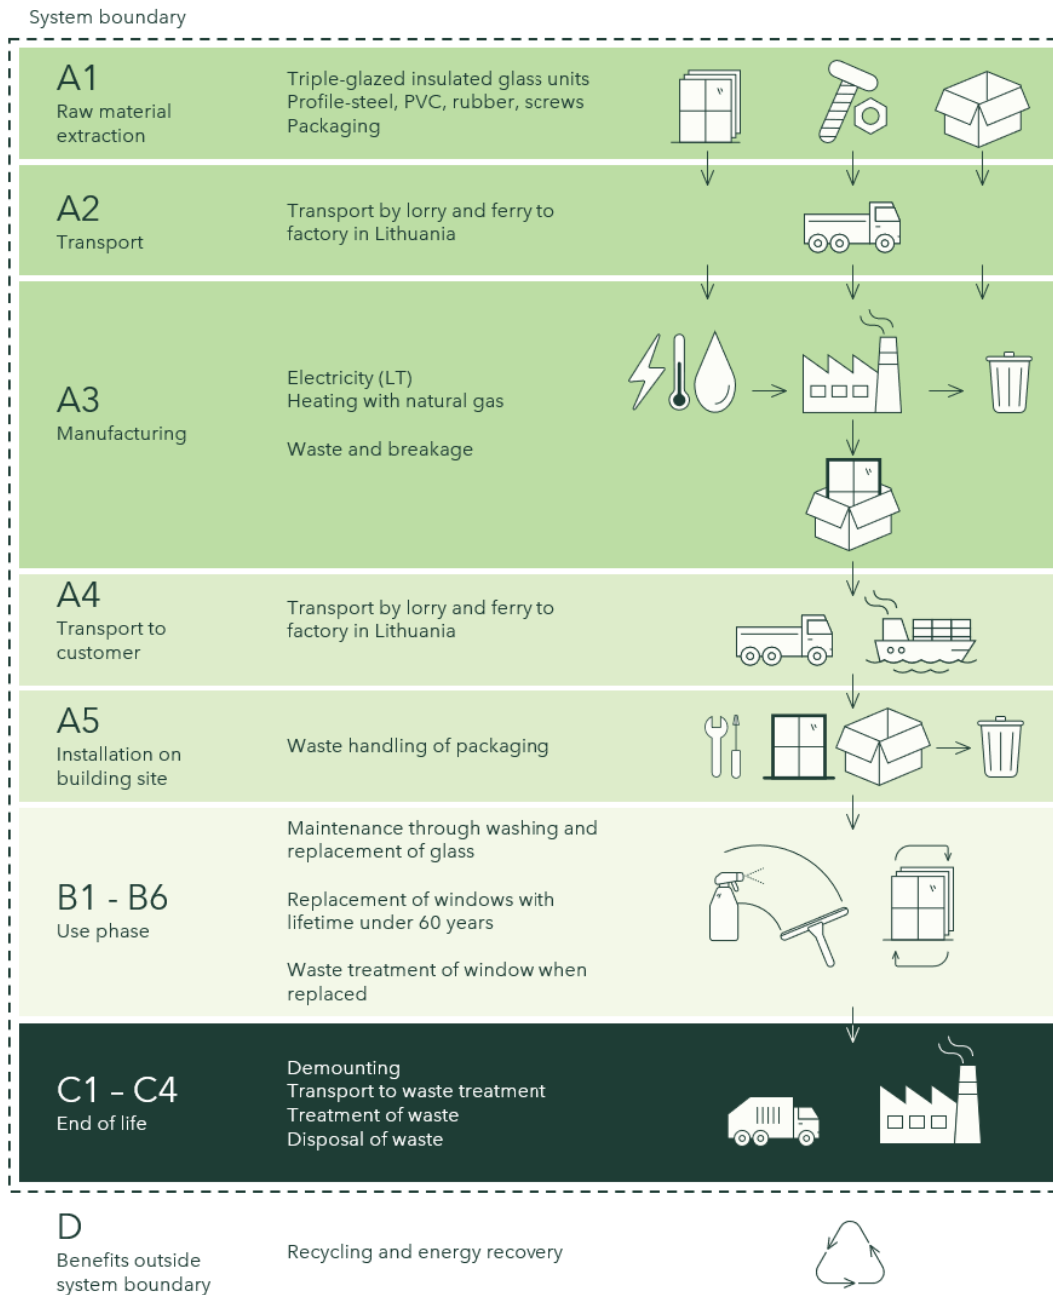 System boundary
A1
Raw material
extraction
Triple-glazed insulated glass units
Profile-steel, PVC, rubber, screws
Packaging
A2
Transport
Transport by lorry and ferry to
factory in Lithuania
A3
Manufacturing
Electricity (LT)
Heating with natural gas
Waste and breakage
A4
Transport to
customer
Transport by lorry and ferry to
factory in Lithuania
A5
Installation on
building site
Waste handling of packaging
B1 - B6
Use phase
Maintenance through washing and
replacement of glass
Replacement of windows with
lifetime under 60 years
Waste treatment of window when
replaced
C1 – C4
End of life
Demounting
Transport to waste treatment
Treatment of waste
Disposal of waste
D
Benefits outside
system boundary
Recycling and energy recovery